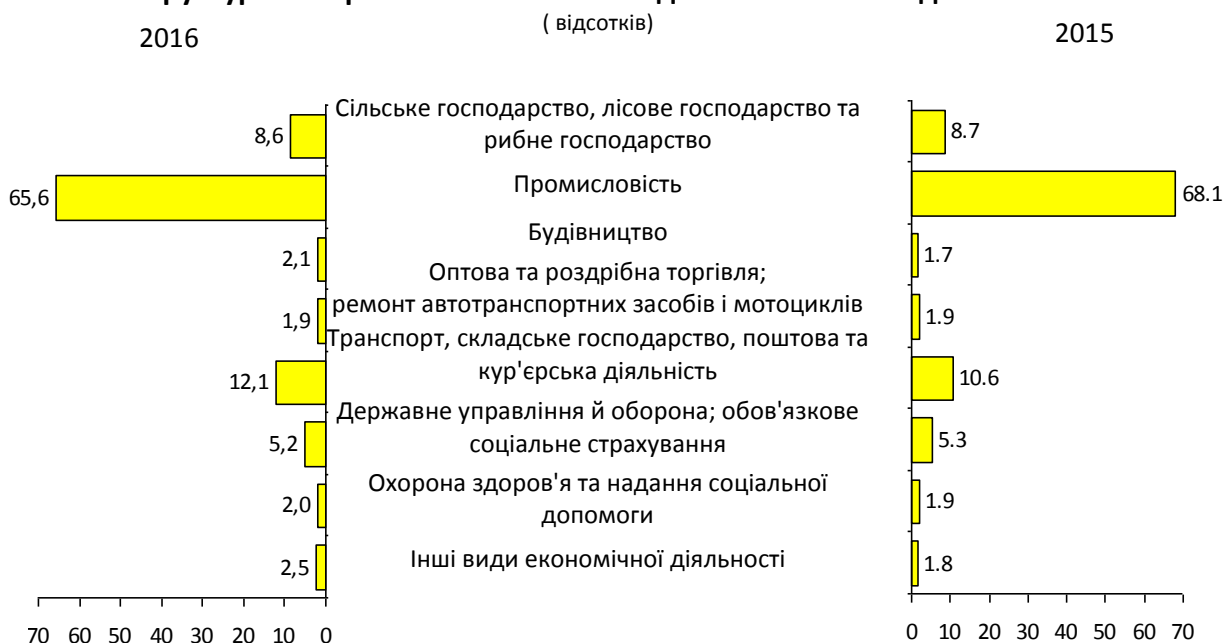 ( відсотків)
2016
2015
Сільське господарство, лісове господарство та
рибне господарство
8,6
8.7
Промисловість
65,6
68.1
Будівництво
2,1
1.7
Оптова та роздрібна торгівля;
ремонт автотранспортних засобів і мотоциклів
1,9
1.9
Транспорт, складське господарство, поштова та
кур'єрська діяльність
12,1
10.6
Державне управління й оборона; обов'язкове
соціальне страхування
5,2
5.3
Охорона здоров'я та надання соціальної
допомоги
2,0
1.9
Інші види економічної діяльності
2,5
1.8
70 60 50 40 30 20 10 0
0 10 20 30 40 50 60 70